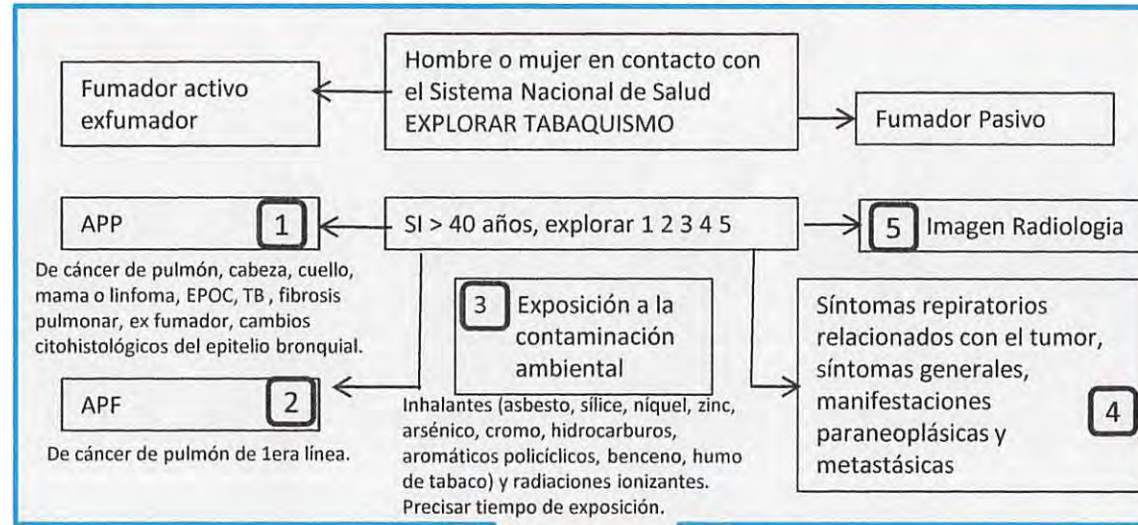 Hombre o mujer en contacto con
el Sistema Nacional de Salud
EXPLORAR TABAQUISMO
Fumador activo
exfumador
Fumador Pasivo
SI > 40 años, explorar 1 2 3 4 5
APP 1
De cáncer de pulmón, cabeza, cuello,
mama o linfoma, EPOC, TB , fibrosis
pulmonar, ex fumador, cambios
citohistológicos del epitelio bronquial.
APF 2
De cáncer de pulmón de 1era línea.
3 Exposición a la
contaminación
ambiental
Inhalantes (asbesto, sílice, níquel, zinc,
arsénico, cromo, hidrocarburos,
aromáticos policíclicos, benceno, humo
de tabaco) y radiaciones ionizantes.
Precisar tiempo de exposición.
5 Imagen Radiologia
Síntomas respiratorios
relacionados con el tumor,
síntomas generales,
manifestaciones
paraneoplásicas y
metastásicas
4